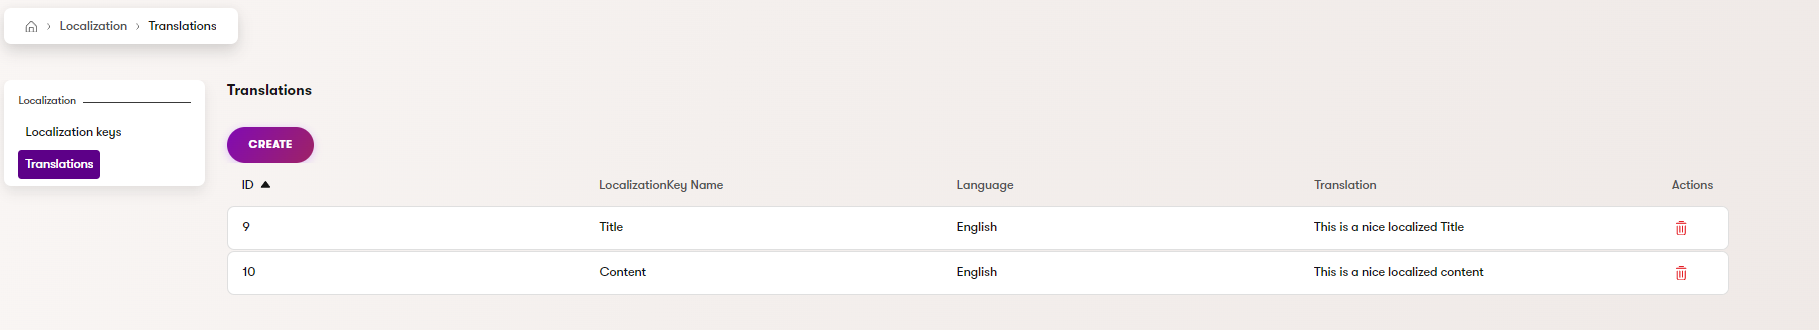 Localization Translations
Localization
Localization keys
Translations
Translations
CREATE
ID LocalizationKey Name Language Translation Actions
9 Title English This is a nice localized Title
10 Content English This is a nice localized content